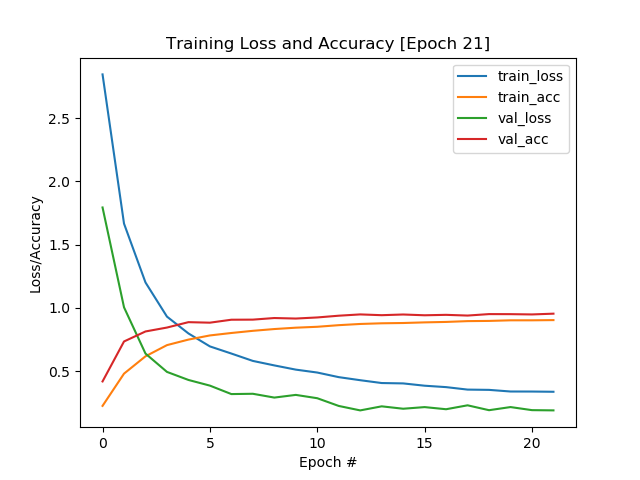 Training Loss and Accuracy [Epoch 21]
train_loss
train_acc
val_loss
val_acc
Loss/Accuracy
2.5
2.0
1.5
1.0
0.5
0
5
10
15
20
Epoch #